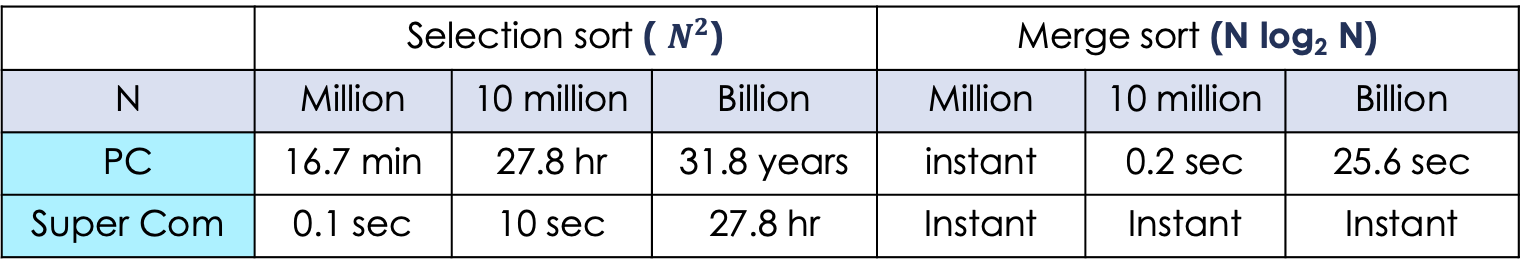 Selection sort ( N²) Merge sort (N log₂ N)
N Million 10 million Billion Million 10 million Billion
PC 16.7 min 27.8 hr 31.8 years instant 0.2 sec 25.6 sec
Super Com 0.1 sec 10 sec 27.8 hr Instant Instant Instant